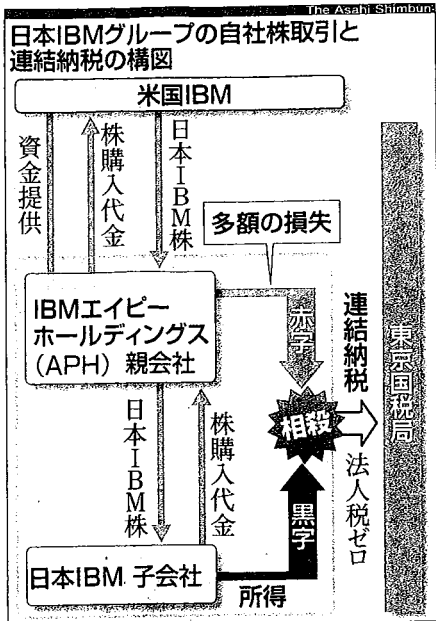 The Asahi Shimbun
日本IBMグループの自社株取引と
連結納税の構図
米国IBM
資金提供
株購入代金
日本IBM株
多額の損失
IBMエイピー
ホールディングス
(APH) 親会社
赤字
連結納税
東京国税局
相殺
法人税ゼロ
日本IBM株
株購入代金
黒字
日本IBM 子会社
所得